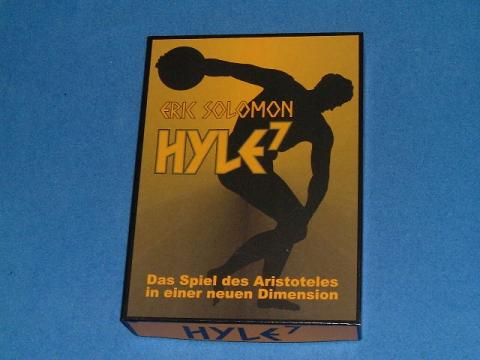 ERIC SOLOMON
HYLE⁷
Das Spiel des Aristoteles
in einer neuen Dimension
HYLE⁷